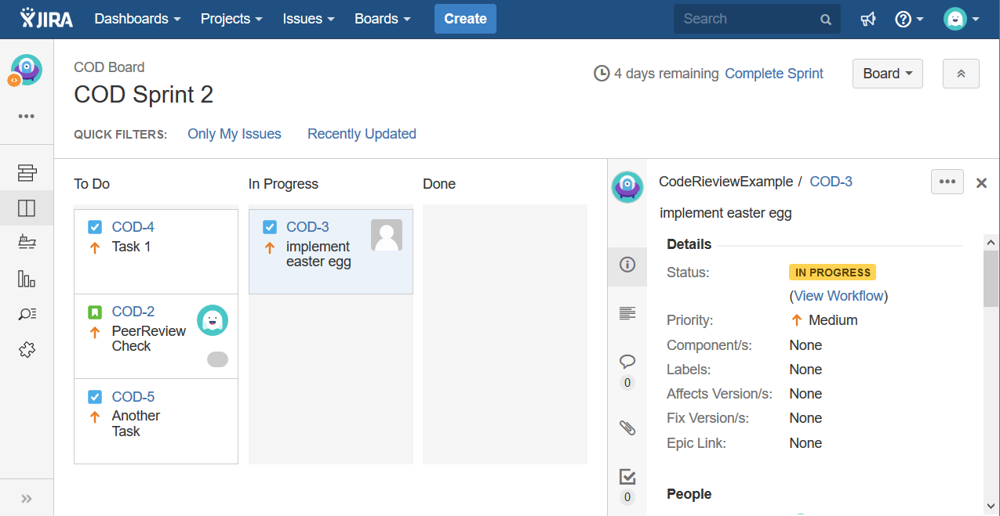 JIRA Dashboards Projects Issues Boards Create Search
COD Board
COD Sprint 2
4 days remaining Complete Sprint Board
QUICK FILTERS: Only My Issues Recently Updated
To Do In Progress Done
COD-4
Task 1
COD-2
PeerReview
Check
COD-5
Another
Task
COD-3
implement
easter egg
CodeRieviewExample / COD-3
implement easter egg
0
0
Details
Status: IN PROGRESS
(View Workflow)
Priority: Medium
Component/s: None
Labels: None
Affects Version/s: None
Fix Version/s: None
Epic Link: None
People